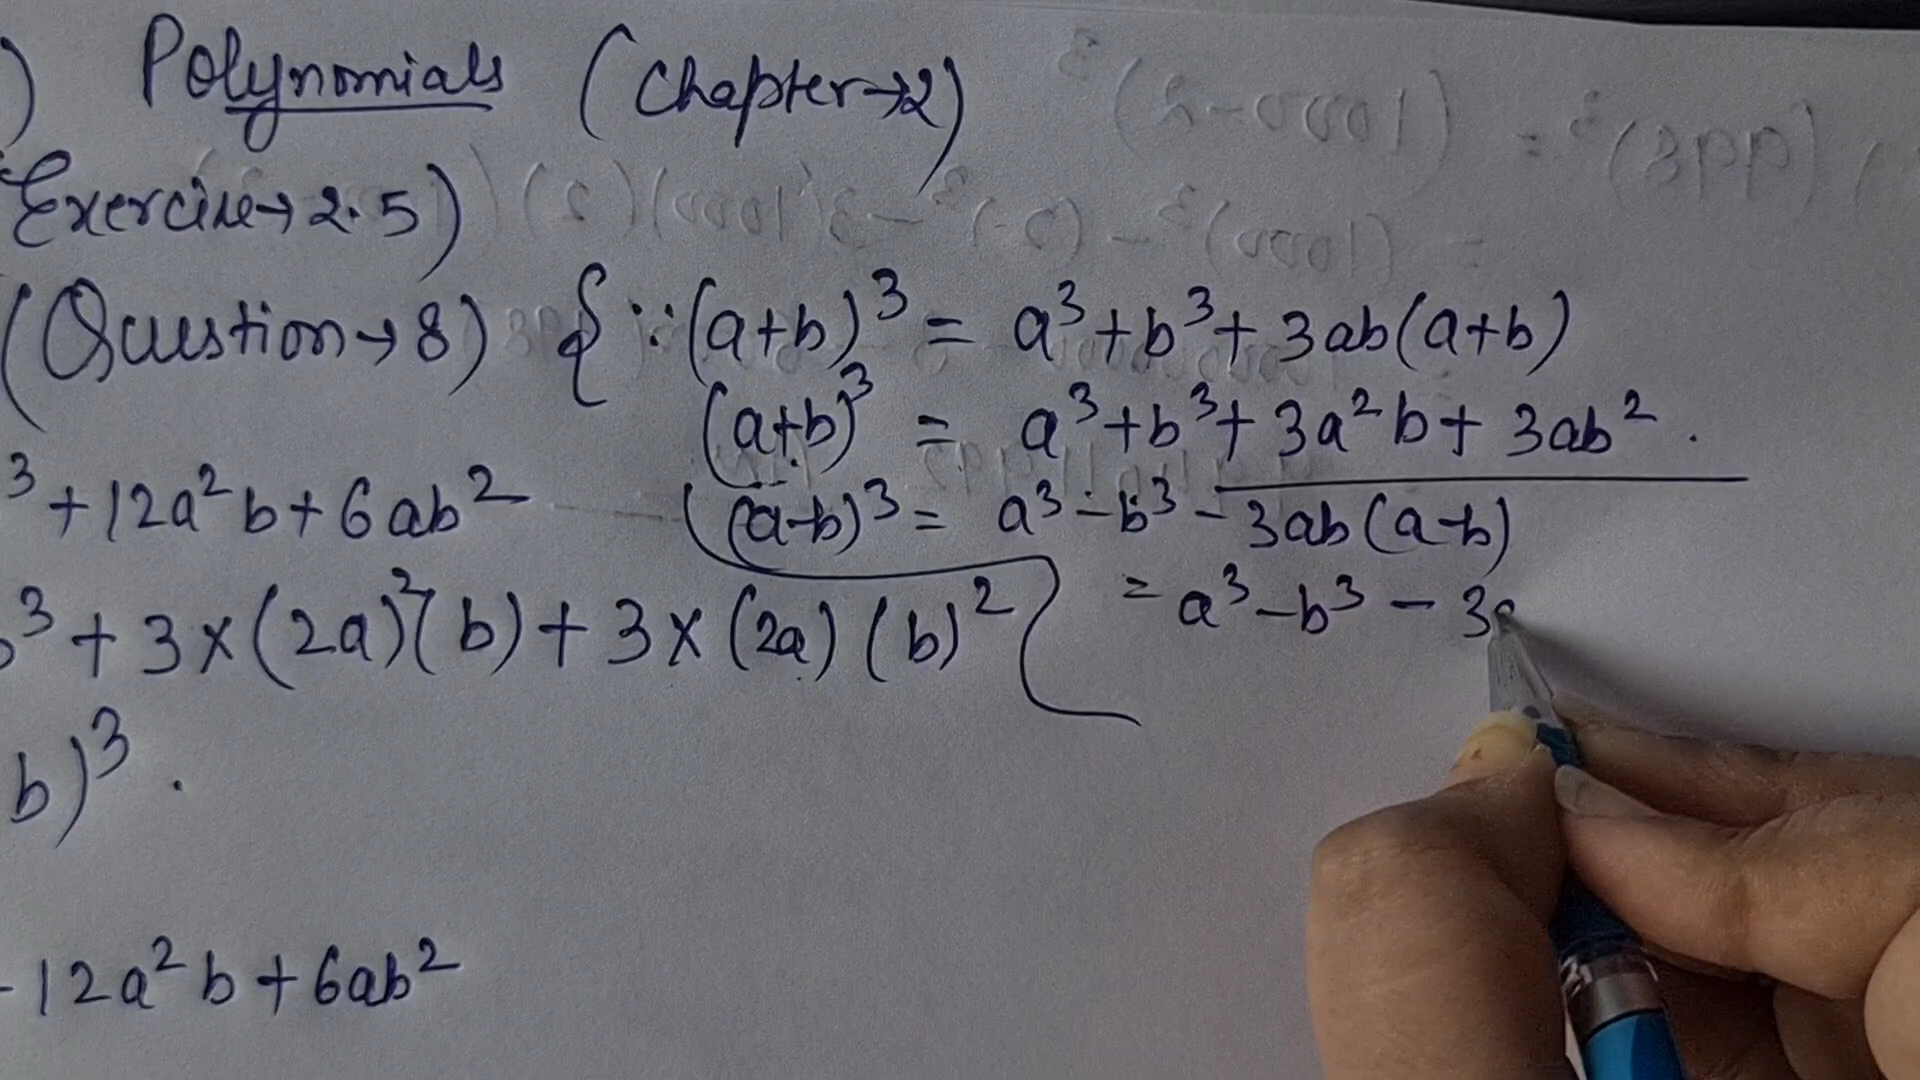 ) Polynomials (Chapter→2)
Exercise→2.5)
(Question→8) { ∵ (a+b)³ = a³+b³+3ab(a+b)
(a+b)³ = a³+b³+3a²b+3ab².
³+12a²b+6ab²
(a-b)³ = a³-b³-3ab(a-b)
= a³-b³-3a
³+3×(2a)²(b)+3×(2a)(b)²
b)³.
-12a²b+6ab²